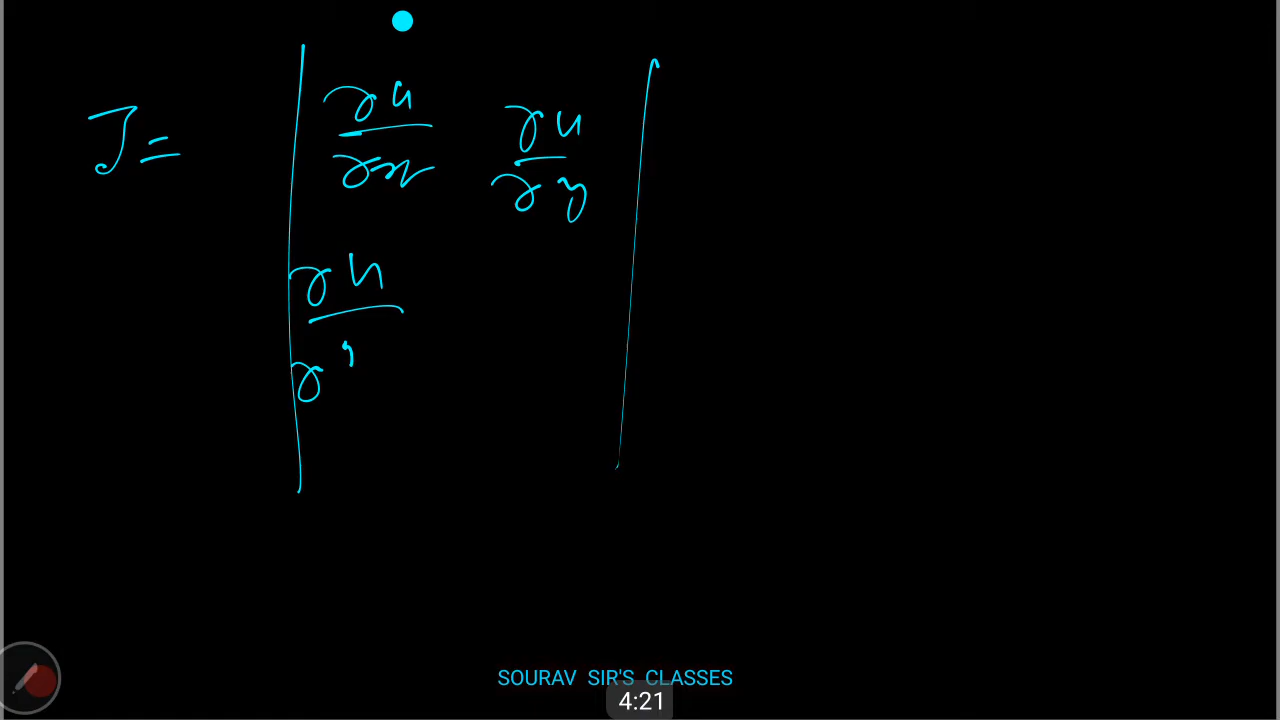 J = | ∂u/∂x ∂u/∂y |
∂u/∂
SOURAV SIR'S CLASSES
4:21